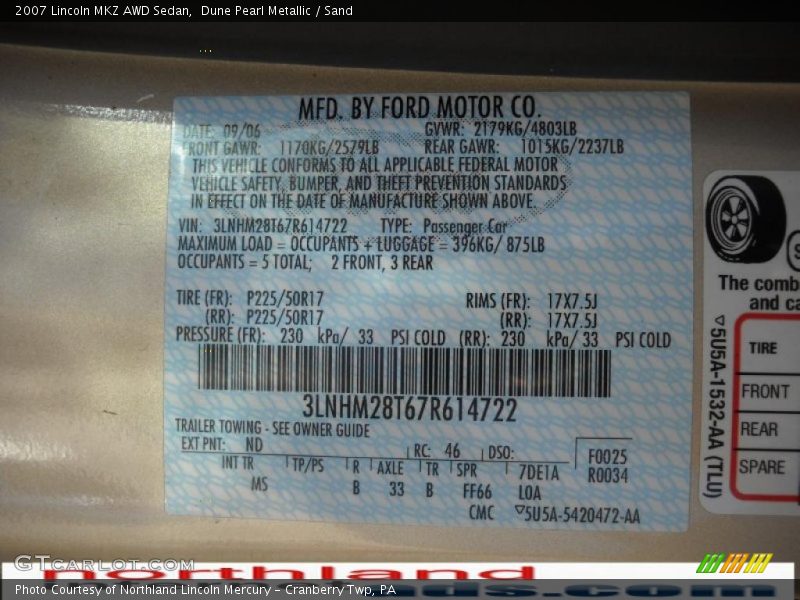 2007 Lincoln MKZ AWD Sedan, Dune Pearl Metallic / Sand
MFD. BY FORD MOTOR CO.
DATE: 09/06 GVWR: 2179KG/4803LB
FRONT GAWR: 1170KG/2579LB REAR GAWR: 1015KG/2237LB
THIS VEHICLE CONFORMS TO ALL APPLICABLE FEDERAL MOTOR
VEHICLE SAFETY, BUMPER, AND THEFT PREVENTION STANDARDS
IN EFFECT ON THE DATE OF MANUFACTURE SHOWN ABOVE.
VIN: 3LNHM28T67R614722 TYPE: Passenger Car
MAXIMUM LOAD = OCCUPANTS + LUGGAGE = 396KG/ 875LB
OCCUPANTS = 5 TOTAL; 2 FRONT, 3 REAR
TIRE (FR): P225/50R17 RIMS (FR): 17X7.5J
(RR): P225/50R17 (RR): 17X7.5J
PRESSURE (FR): 230 kPa/ 33 PSI COLD (RR): 230 kPa/ 33 PSI COLD
3LNHM28T67R614722
TRAILER TOWING - SEE OWNER GUIDE
EXT PNT: ND RC: 46 DSO: F0025
INT TR TP/PS R AXLE TR SPR 7DE1A R0034
MS B 33 B FF66 LOA
CMC 5U5A-5420472-AA
The comb
and ca
5U5A-1532-AA (TLU)
TIRE
FRONT
REAR
SPARE
GTCarLot.com
northland
ds.com
Photo Courtesy of Northland Lincoln Mercury - Cranberry Twp, PA